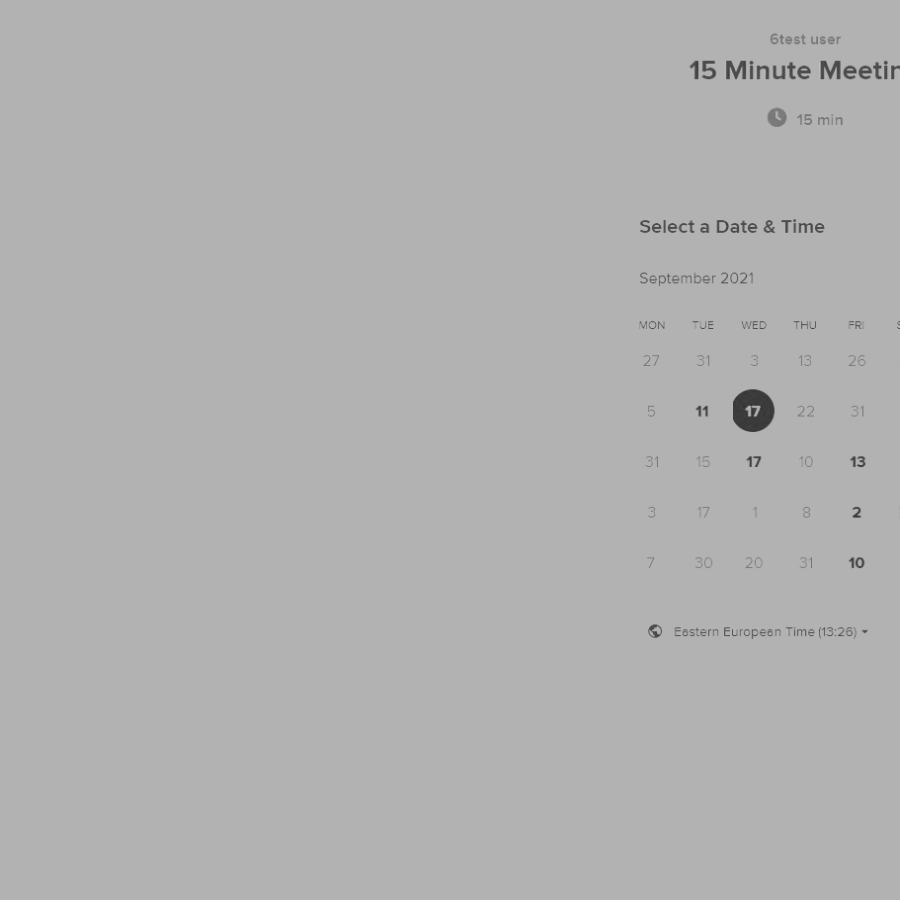 6test user
15 Minute Meetin
15 min
Select a Date & Time
September 2021
MON TUE WED THU FRI
27 31 3 13 26
5 11 17 22 31
31 15 17 10 13
3 17 1 8 2
7 30 20 31 10
Eastern European Time (13:26)